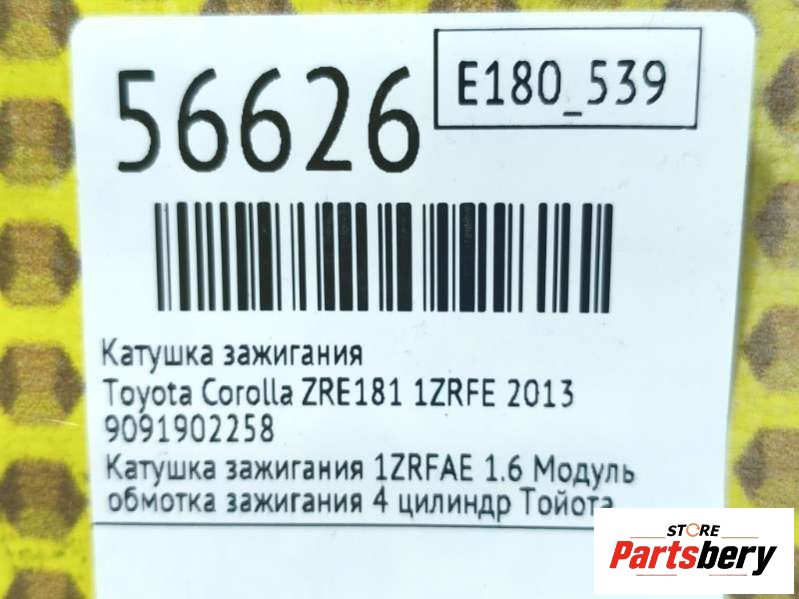 56626
E180_539
Катушка зажигания
Toyota Corolla ZRE181 1ZRFE 2013
9091902258
Катушка зажигания 1ZRFAE 1.6 Модуль
обмотка зажигания 4 цилиндр Тойота
STORE
Partsbery